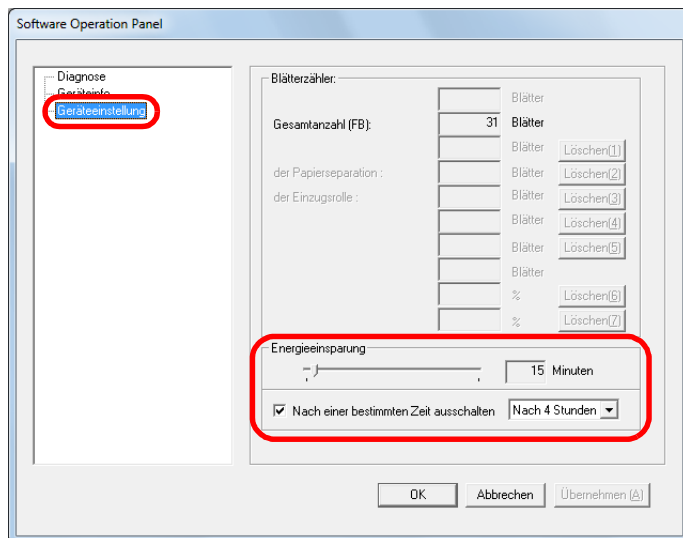 Software Operation Panel
Diagnose
Geräteinfo
Geräteeinstellung
Blätterzähler:
Blätter
Gesamtanzahl (FB): 31 Blätter
Blätter Löschen(1)
der Papierseparation : Blätter Löschen(2)
der Einzugsrolle : Blätter Löschen(3)
Blätter Löschen(4)
Blätter Löschen(5)
Blätter
% Löschen(6)
% Löschen(7)
Energieeinsparung
15 Minuten
Nach einer bestimmten Zeit ausschalten Nach 4 Stunden
OK Abbrechen Übernehmen (A)